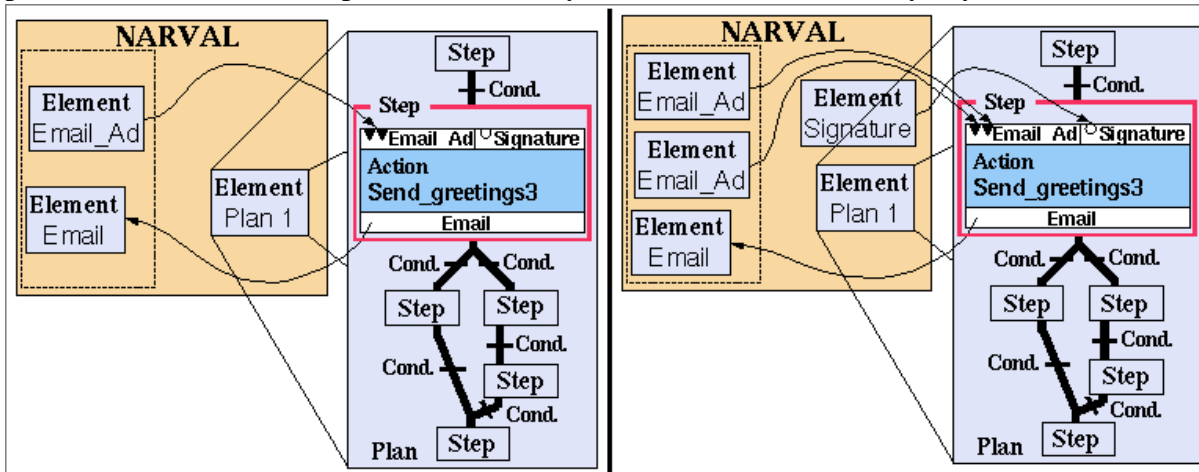 NARVAL
Element
Email_Ad
Element
Email
Element
Plan 1
Step
Cond.
Step
Email_Ad
Signature
Action
Send_greetings3
Email
Cond.
Cond.
Step
Step
Cond.
Cond.
Step
Cond.
Step
Plan
NARVAL
Element
Email_Ad
Element
Email_Ad
Element
Email
Element
Signature
Element
Plan 1
Step
Cond.
Step
Email_Ad
Signature
Action
Send_greetings3
Email
Cond.
Cond.
Step
Step
Cond.
Cond.
Step
Cond.
Step
Plan